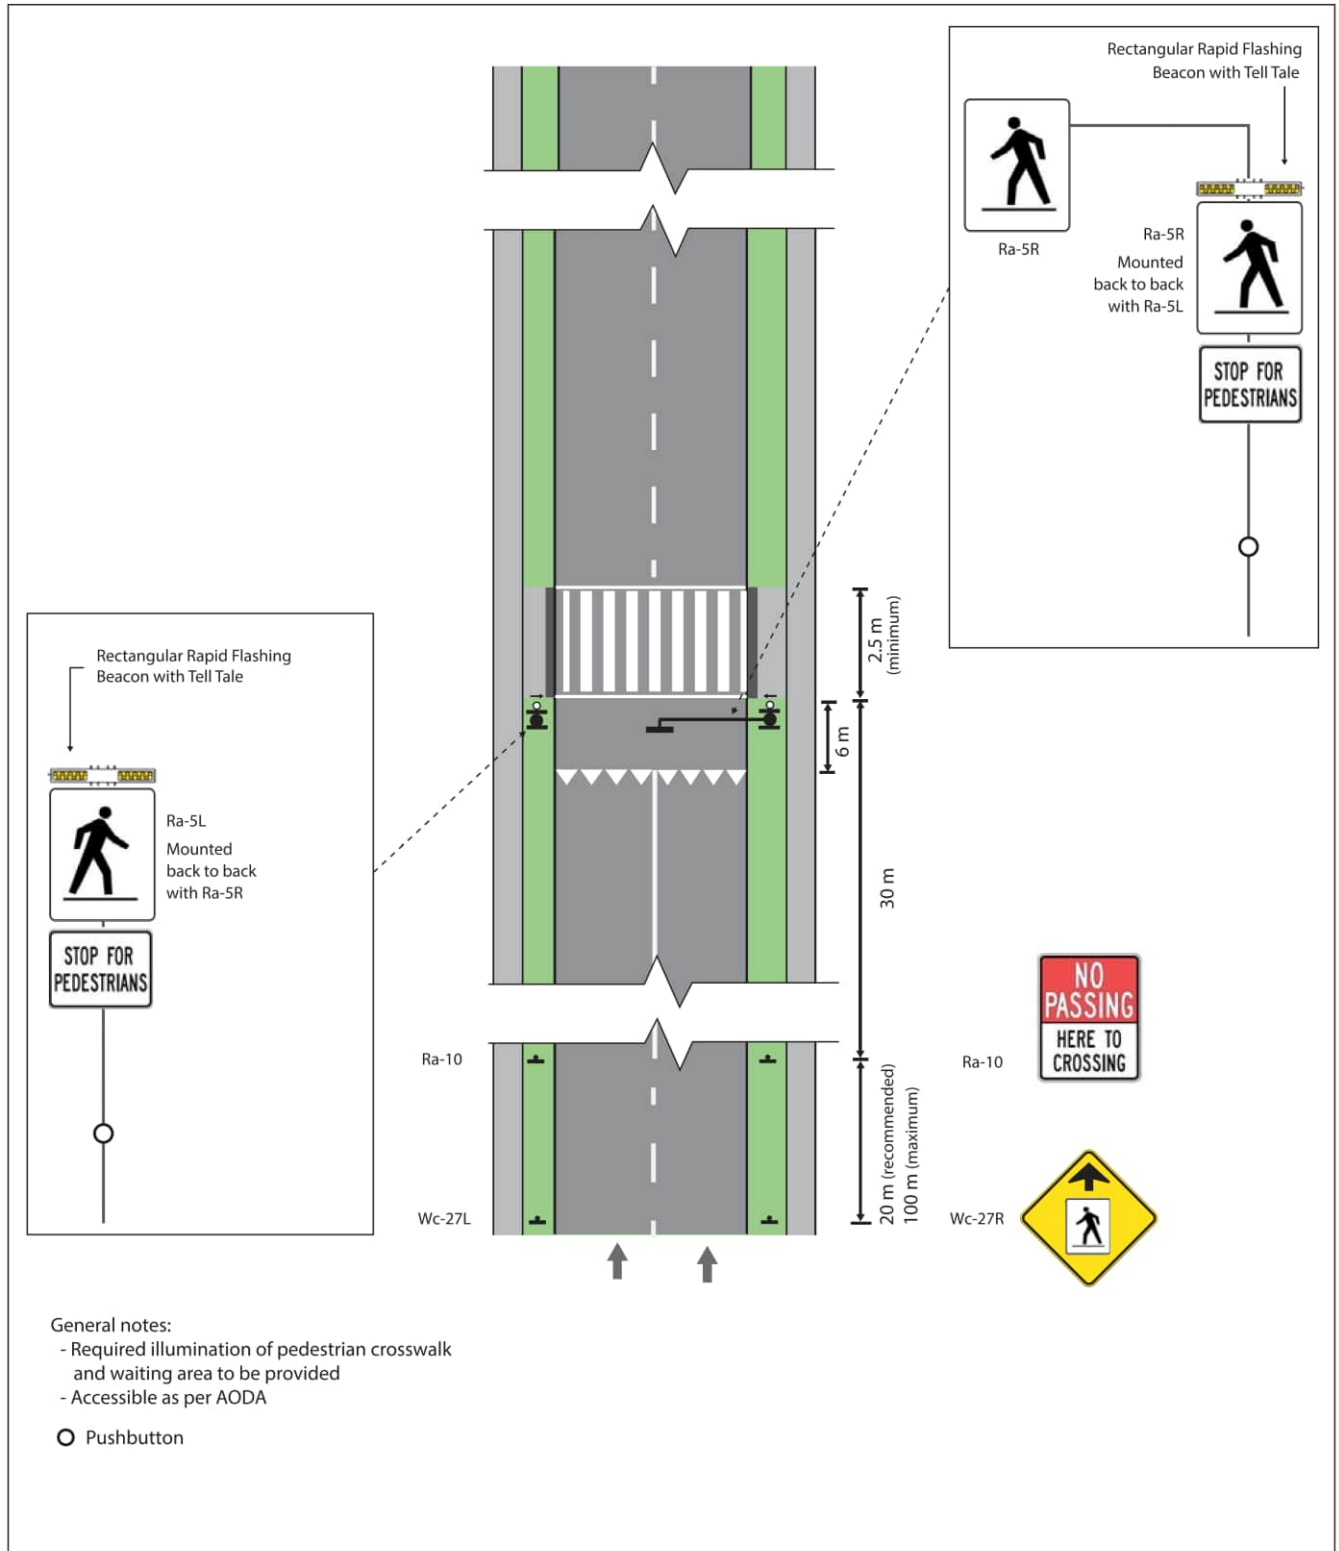 Rectangular Rapid Flashing
Beacon with Tell Tale
Ra-5R
Ra-5R
Mounted
back to back
with Ra-5L
STOP FOR
PEDESTRIANS
2.5 m
(minimum)
6 m
30 m
Rectangular Rapid Flashing
Beacon with Tell Tale
Ra-5L
Mounted
back to back
with Ra-5R
STOP FOR
PEDESTRIANS
Ra-10
20 m (recommended)
100 m (maximum)
Ra-10
NO
PASSING
HERE TO
CROSSING
Wc-27L
Wc-27R
General notes:
- Required illumination of pedestrian crosswalk
and waiting area to be provided
- Accessible as per AODA
Pushbutton